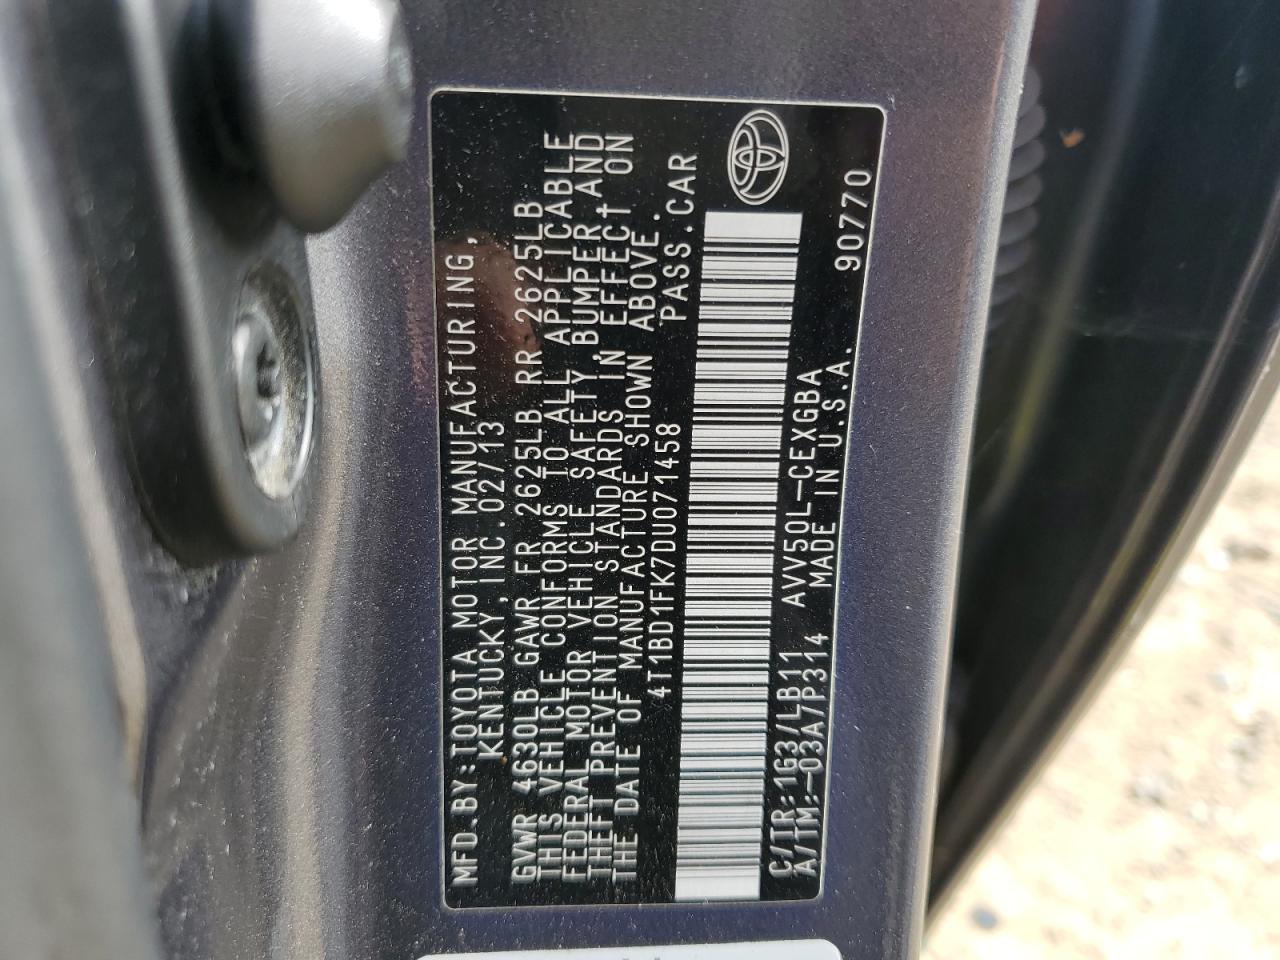 MFD.BY:TOYOTA MOTOR MANUFACTURING,
KENTUCKY,INC.02/13
GVWR 4630LB GAWR FR 2625LB RR 2625LB
THIS VEHICLE CONFORMS TO ALL APPLICABLE
FEDERAL MOTOR VEHICLE SAFETY,BUMPER AND
THEFT PREVENTION STANDARDS IN EFFECT ON
THE DATE OF MANUFACTURE SHOWN ABOVE.
4T1BD1FK7DU071458 PASS.CAR
C/TR:1G3/LB11 AVV50L-CEXGBA
A/TM:-03A7P314 MADE IN U.S.A. 90770